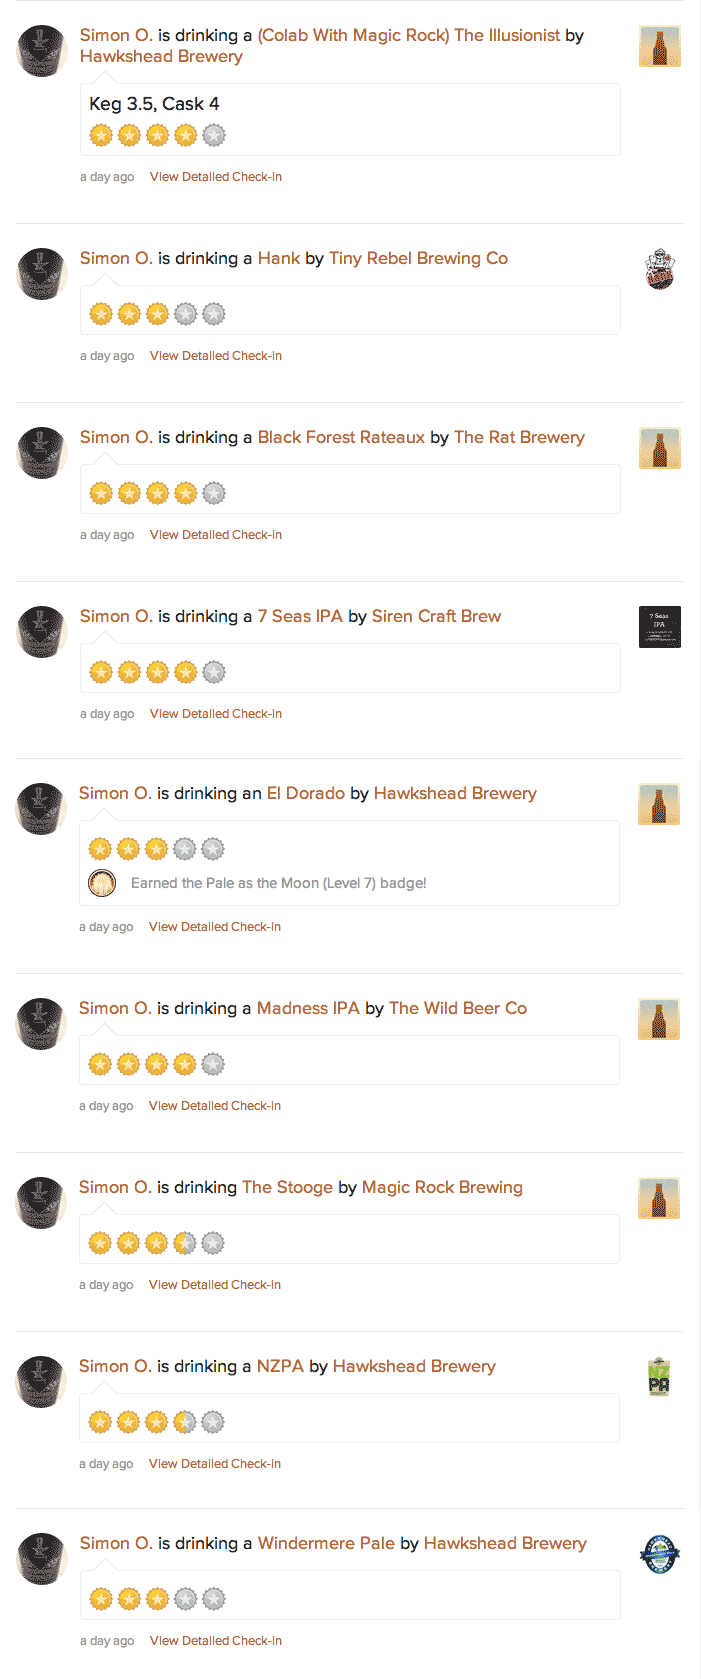 Simon O. is drinking a (Colab With Magic Rock) The Illusionist by
Hawkshead Brewery
Keg 3.5, Cask 4
a day ago View Detailed Check-in
Simon O. is drinking a Hank by Tiny Rebel Brewing Co
a day ago View Detailed Check-in
Simon O. is drinking a Black Forest Rateaux by The Rat Brewery
a day ago View Detailed Check-in
Simon O. is drinking a 7 Seas IPA by Siren Craft Brew
7 Seas
IPA
a day ago View Detailed Check-in
Simon O. is drinking an El Dorado by Hawkshead Brewery
Earned the Pale as the Moon (Level 7) badge!
a day ago View Detailed Check-in
Simon O. is drinking a Madness IPA by The Wild Beer Co
a day ago View Detailed Check-in
Simon O. is drinking The Stooge by Magic Rock Brewing
a day ago View Detailed Check-in
Simon O. is drinking a NZPA by Hawkshead Brewery
NZ
PA
a day ago View Detailed Check-in
Simon O. is drinking a Windermere Pale by Hawkshead Brewery
a day ago View Detailed Check-in